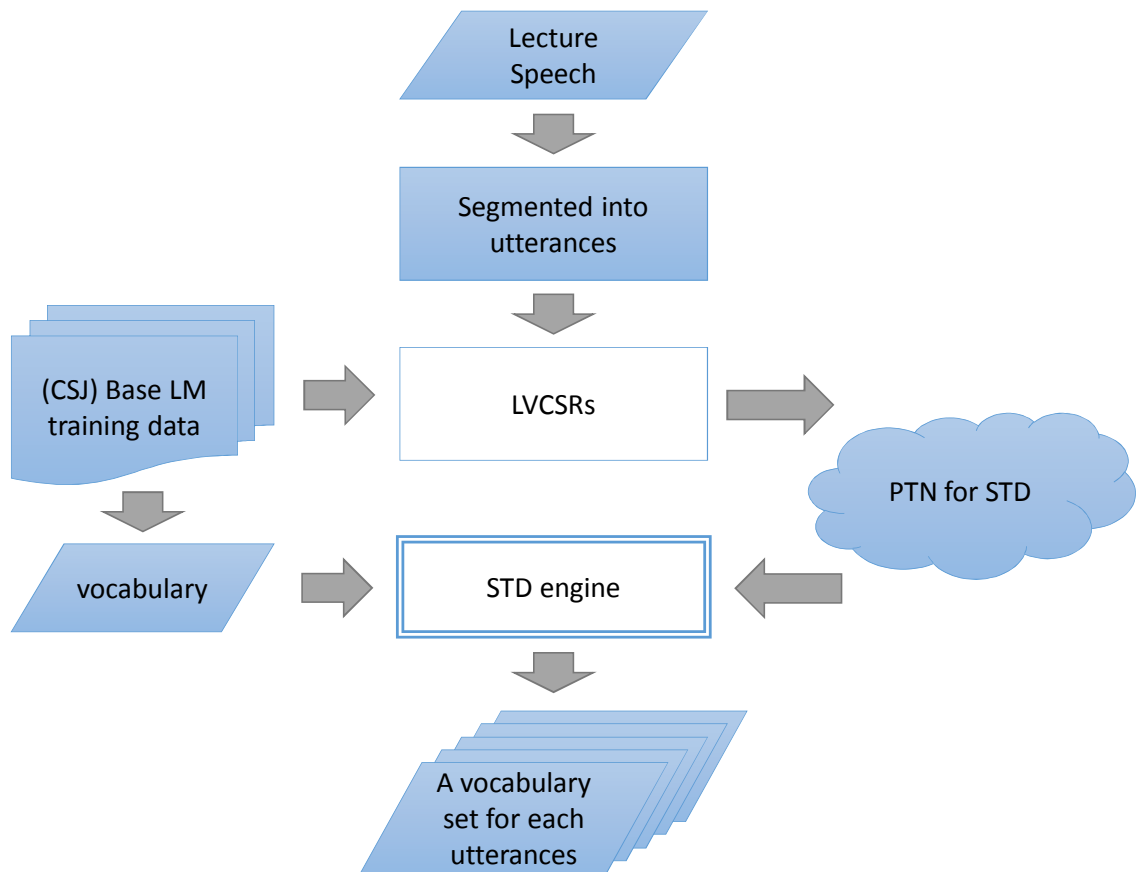 Lecture
Speech
Segmented into
utterances
(CSJ) Base LM
training data
LVCSRs
PTN for STD
vocabulary
STD engine
A vocabulary
set for each
utterances